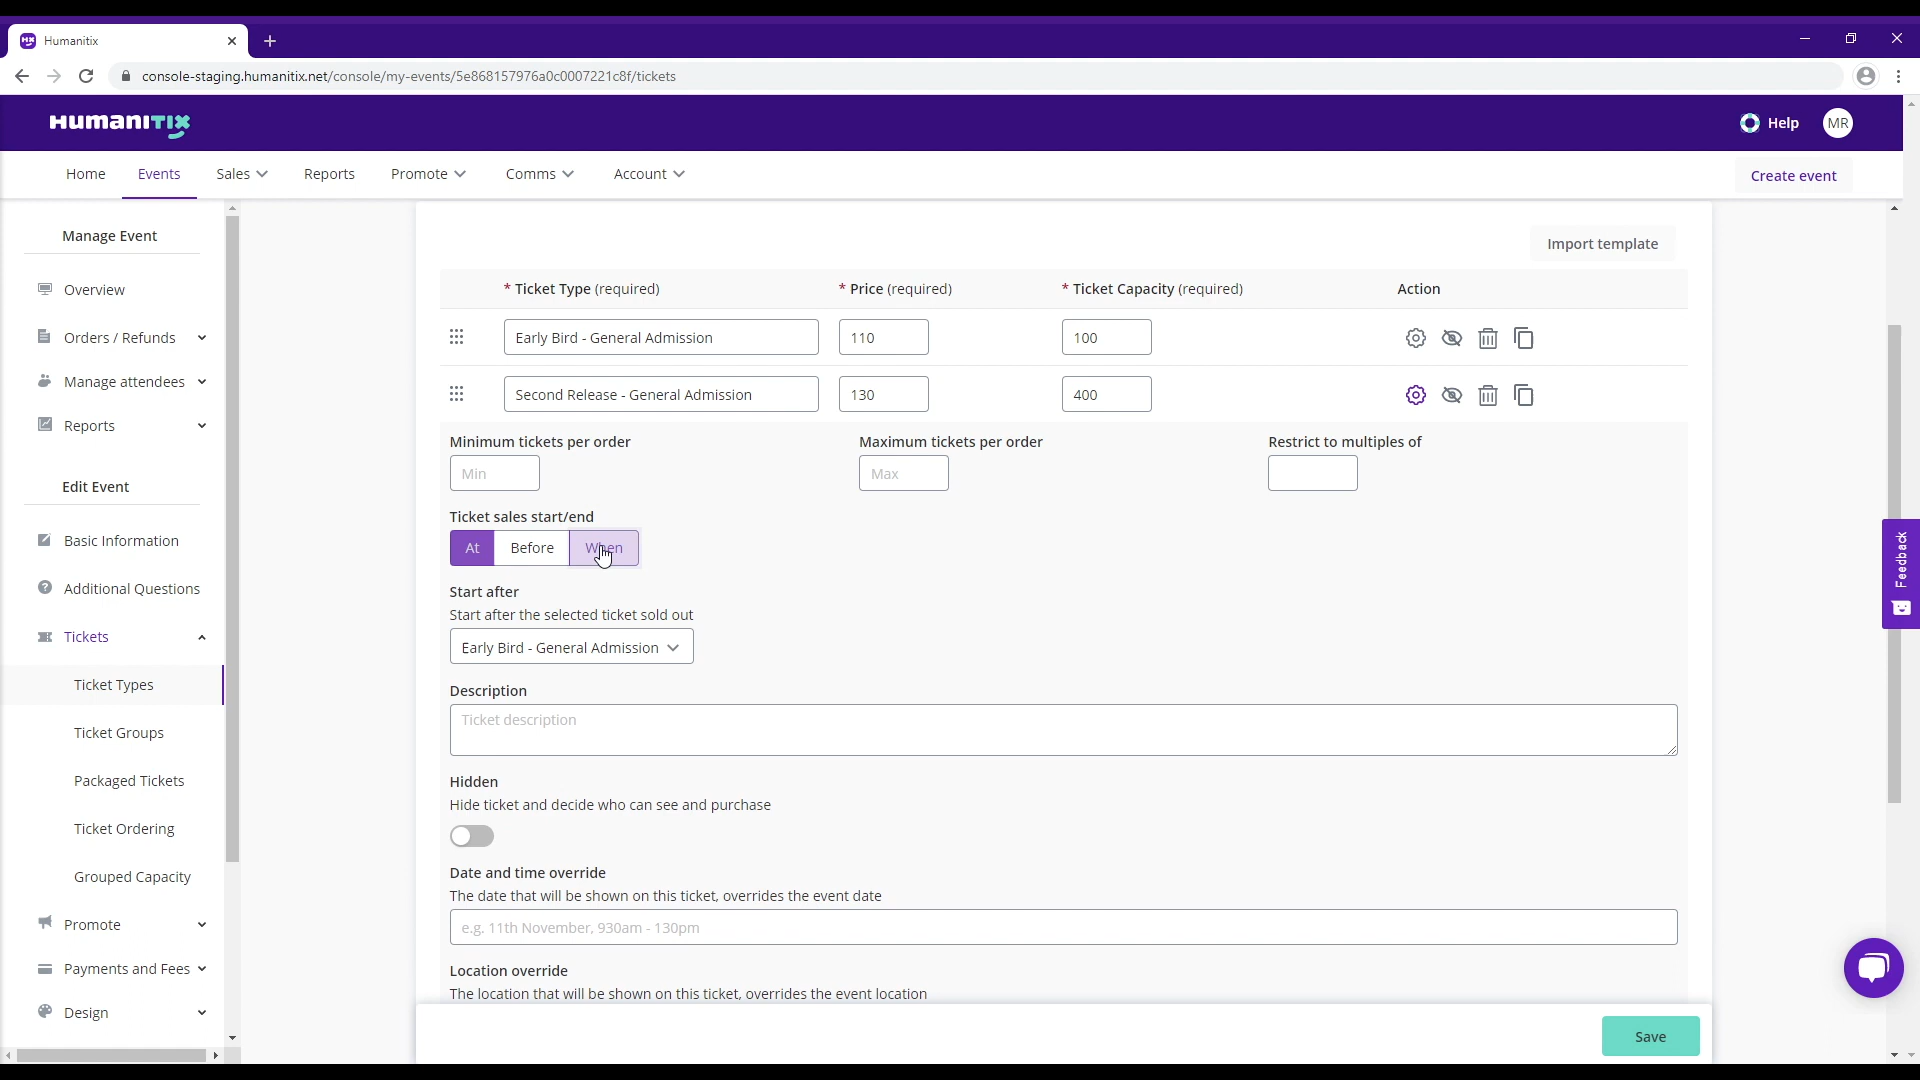 Humanitix
console-staging.humanitix.net/console/my-events/5e868157976a0c0007221c8f/tickets
HUMANITIX
Help MR
Home Events Sales Reports Promote Comms Account Create event
Manage Event
Overview
Orders / Refunds
Manage attendees
Reports
Edit Event
Basic Information
Additional Questions
Tickets
Ticket Types
Ticket Groups
Packaged Tickets
Ticket Ordering
Grouped Capacity
Promote
Payments and Fees
Design
Import template
* Ticket Type (required) * Price (required) * Ticket Capacity (required) Action
Early Bird - General Admission 110 100
Second Release - General Admission 130 400
Minimum tickets per order Maximum tickets per order Restrict to multiples of
Min Max
Ticket sales start/end
At Before When
Start after
Start after the selected ticket sold out
Early Bird - General Admission
Description
Ticket description
Hidden
Hide ticket and decide who can see and purchase
Date and time override
The date that will be shown on this ticket, overrides the event date
e.g. 11th November, 930am - 130pm
Location override
The location that will be shown on this ticket, overrides the event location
Save
Feedback